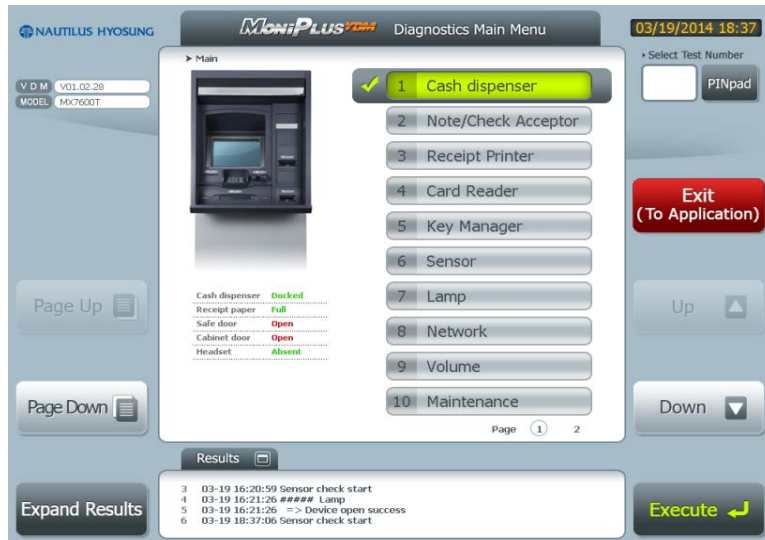 NAUTILUS HYOSUNG
MoniPlusVDM Diagnostics Main Menu
03/19/2014 18:37
VDM V01.02.28
MODEL MX7600T
Main
1 Cash dispenser
2 Note/Check Acceptor
3 Receipt Printer
4 Card Reader
5 Key Manager
6 Sensor
7 Lamp
8 Network
9 Volume
10 Maintenance
Page 1 2
Cash dispenser Docked
Receipt paper Full
Safe door Open
Cabinet door Open
Headset Absent
Select Test Number
PINpad
Exit
(To Application)
Page Up
Up
Page Down
Down
Results
3 03-19 16:20:59 Sensor check start
4 03-19 16:21:26 ##### Lamp
5 03-19 16:21:26 => Device open success
6 03-19 18:37:06 Sensor check start
Expand Results
Execute